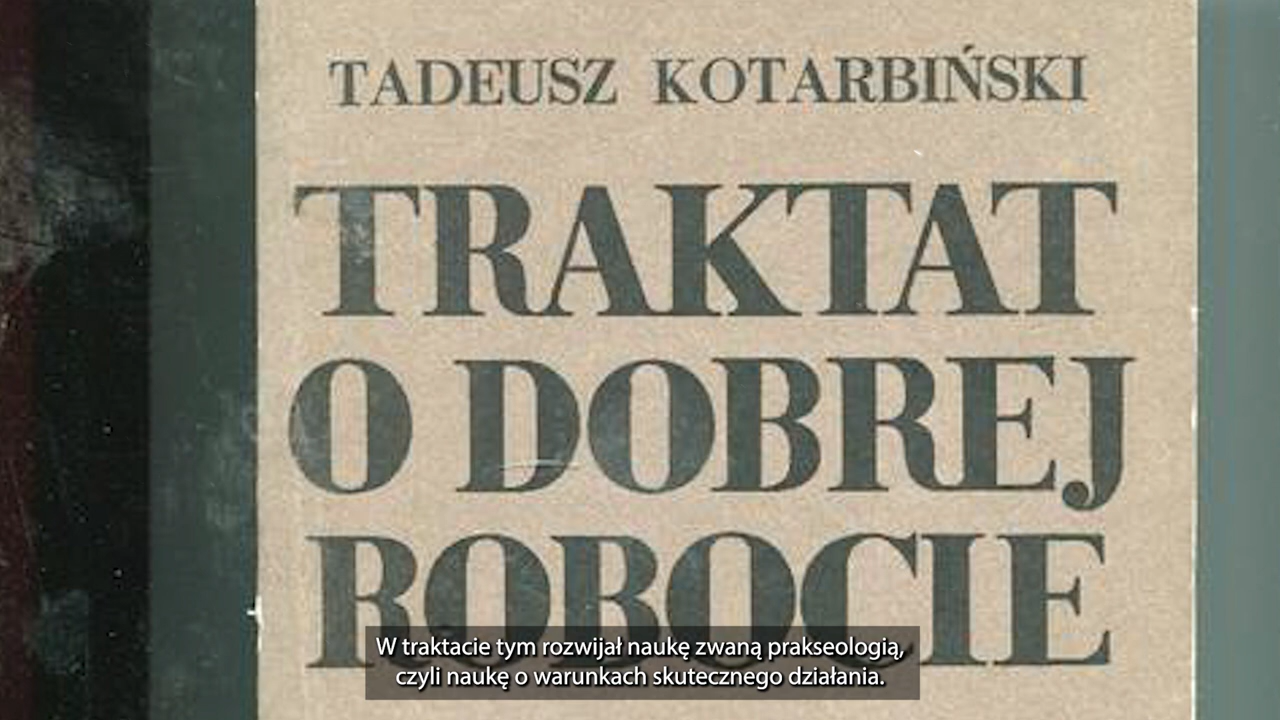 TADEUSZ KOTARBIŃSKI
TRAKTAT
O DOBREJ
ROBOCIE
W traktacie tym rozwijał naukę zwaną prakseologią,
czyli naukę o warunkach skutecznego działania.